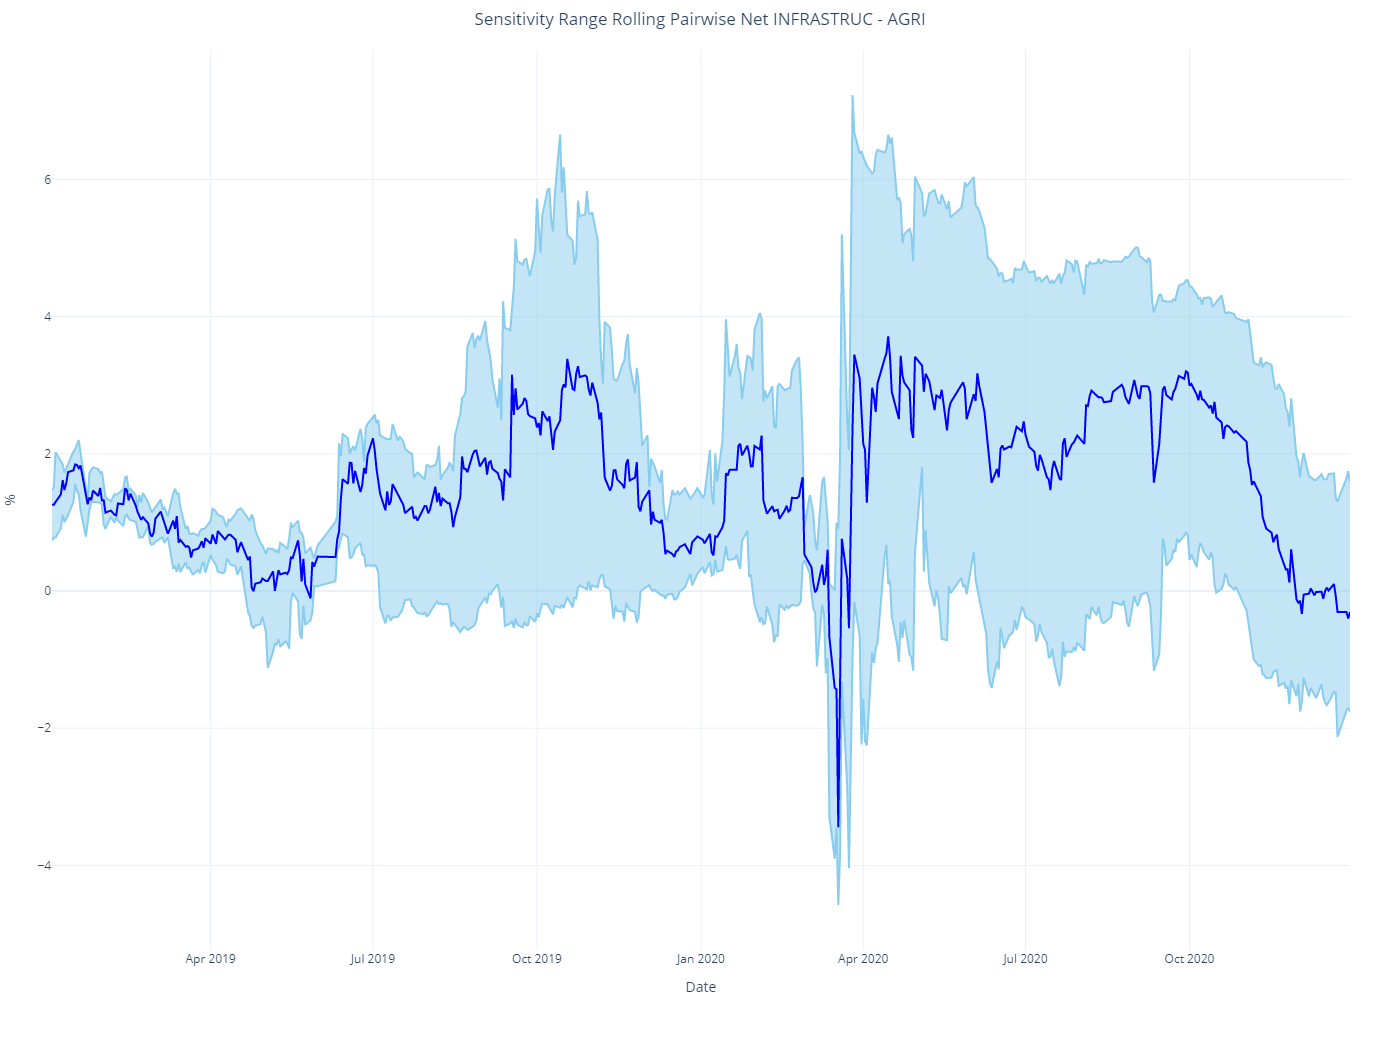 Sensitivity Range Rolling Pairwise Net INFRASTRUC - AGRI
6
4
2
0
−2
−4
%
Apr 2019
Jul 2019
Oct 2019
Jan 2020
Apr 2020
Jul 2020
Oct 2020
Date